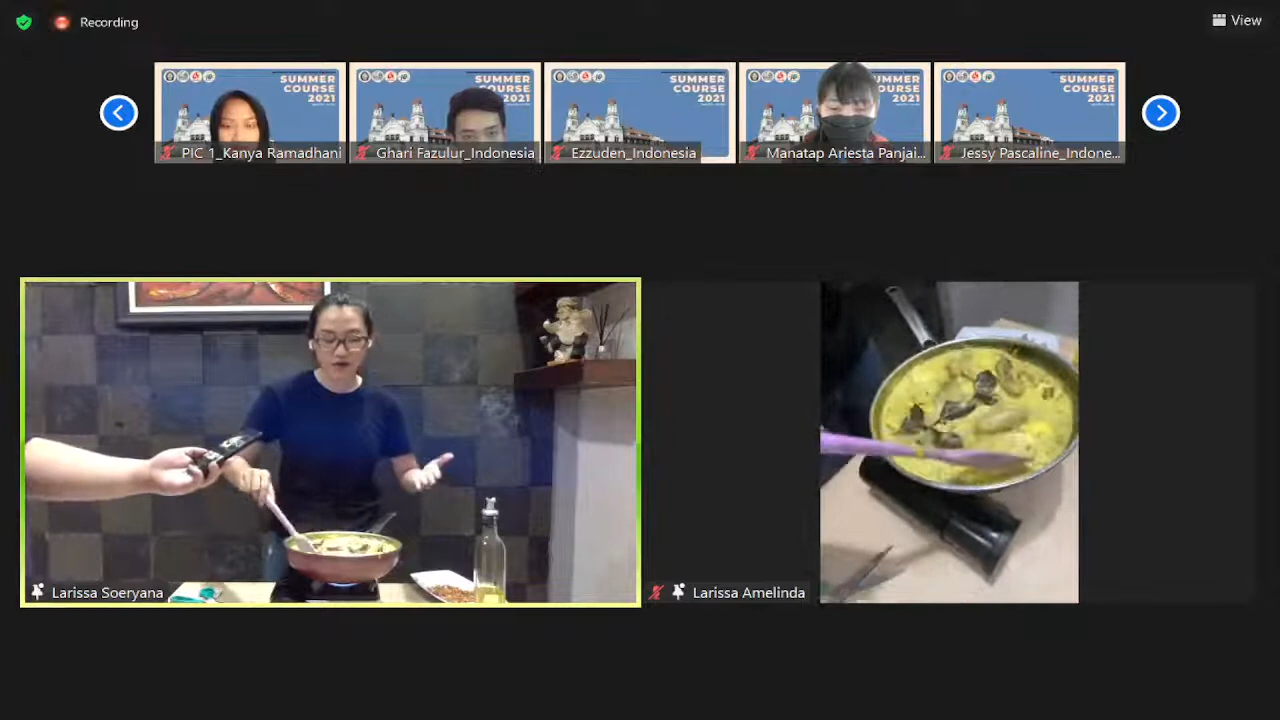 Recording
View
SUMMER
COURSE
2021
SUMMER
COURSE
2021
SUMMER
COURSE
2021
SUMMER
COURSE
2021
SUMMER
COURSE
2021
PIC 1_Kanya Ramadhani
Ghari Fazulur_Indonesia
Ezzuden_Indonesia
Manatap Ariesta Panjai...
Jessy Pascaline_Indone...
Larissa Soeryana
Larissa Amelinda